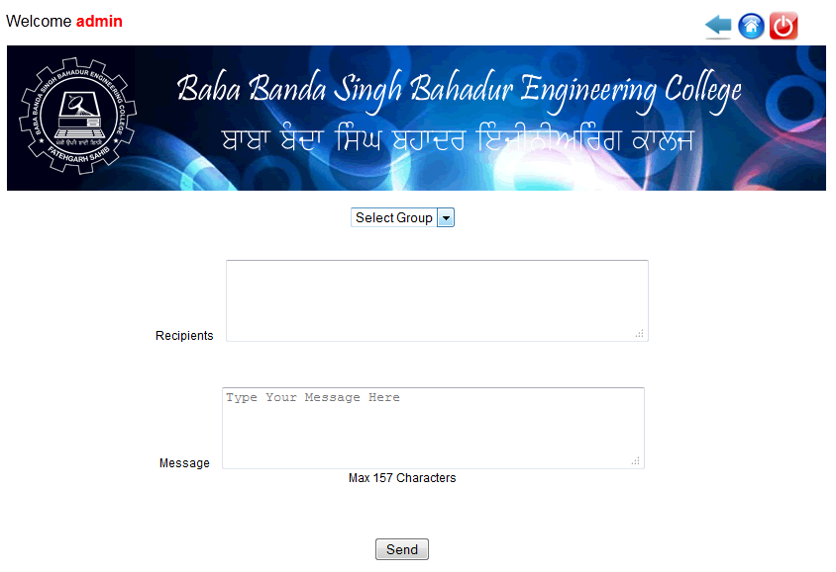 Welcome admin
BABA BANDA SINGH BAHADUR ENGINEERING COLLEGE
★ FATEHGARH SAHIB ★
Baba Banda Singh Bahadur Engineering College
ਬਾਬਾ ਬੰਦਾ ਸਿੰਘ ਬਹਾਦਰ ਇੰਜੀਨੀਅਰਿੰਗ ਕਾਲਜ
Select Group
Recipients
Type Your Message Here
Message
Max 157 Characters
Send